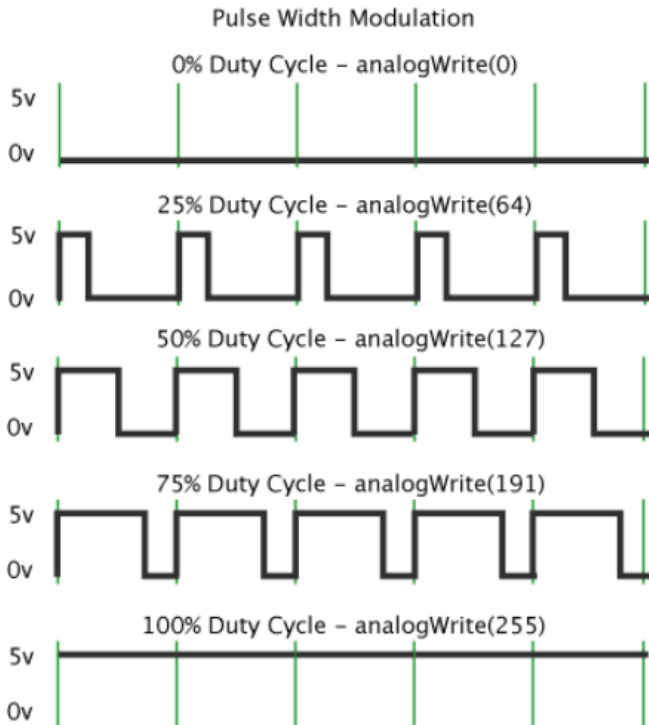 Pulse Width Modulation
0% Duty Cycle – analogWrite(0)
5v
0v
25% Duty Cycle – analogWrite(64)
5v
0v
50% Duty Cycle – analogWrite(127)
5v
0v
75% Duty Cycle – analogWrite(191)
5v
0v
100% Duty Cycle – analogWrite(255)
5v
0v